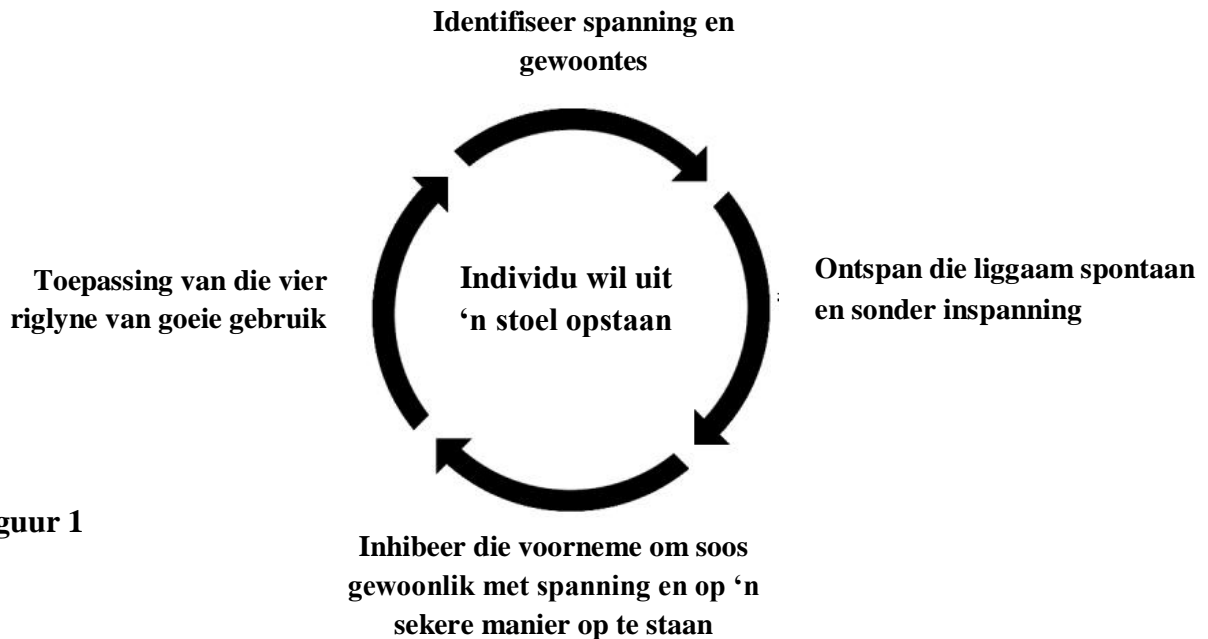 Identifiseer spanning en
gewoontes
Ontspan die liggaam spontaan
en sonder inspanning
Individu wil uit
‘n stoel opstaan
Toepassing van die vier
riglyne van goeie gebruik
guur 1
Inhibeer die voorneme om soos
gewoonlik met spanning en op ‘n
sekere manier op te staan